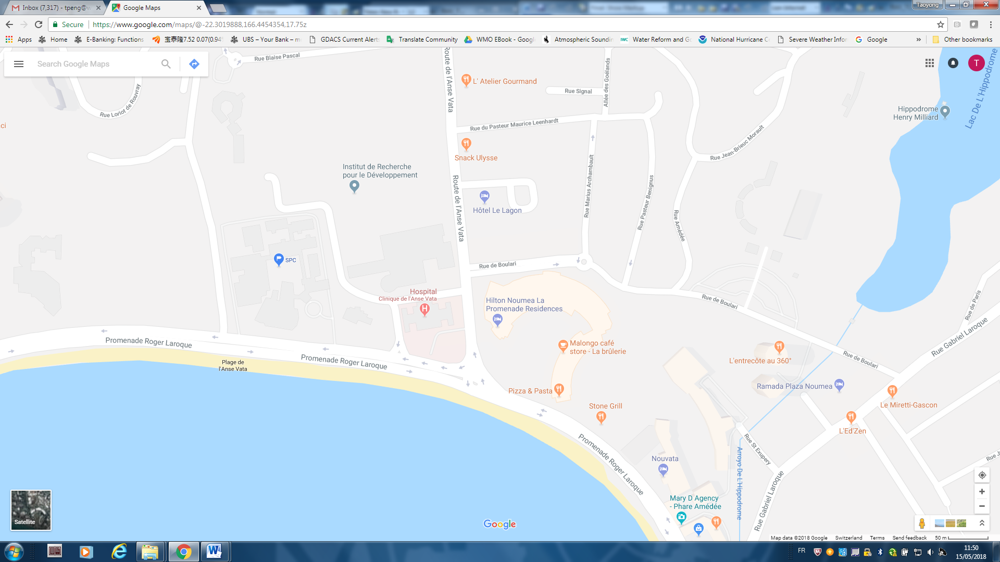 Inbox (7,317) - tpeng@w
Google Maps
Taoyong
Secure
https://www.google.com/maps/@-22.3019888,166.4454354,17.75z
Apps
Home
E-Banking: Functions
宝泰隆7.52 0.07(0.94
UBS – Your Bank – m
GDACS Current Alert
Translate Community
WMO EBook - Googl
Atmospheric Soundin
IWC
Water Reform and G
National Hurricane C
Severe Weather Infor
Google
»
Other bookmarks
Search Google Maps
T
Rue Blaise Pascal
Route de l'Anse Vata
L' Atelier Gourmand
Rue Signal
Allée des Goélands
Lac De L'Hippodrome
Rue Loriot de Rouvray
Hippodrome
Henry Milliard
ci
Rue du Pasteur Maurice Leenhardt
Rue Jean-Brieuc Morault
Snack Ulysse
Institut de Recherche
pour le Développement
Route de l'Anse Vata
Rue Marius Archambault
Rue Pasteur Benignus
Hôtel Le Lagon
Rue Amédée
SPC
Rue de Boulari
Hospital
Clinique de l'Anse Vata
H
Hilton Noumea La
Promenade Residences
Rue de Boulari
Rue de Paris
Promenade Roger Laroque
Malongo café
store - La brûlerie
Rue Gabriel Laroque
Plage de
l'Anse Vata
Promenade Roger Laroque
L'entrecôte au 360°
Rue de Boulari
Pizza & Pasta
Ramada Plaza Noumea
Stone Grill
Le Miretti-Gascon
L'Ed'Zen
Promenade Roger Laroque
Rue St Exupery
Nouvata
Arroyo De L'Hippodrome
Rue J
Rue Gabriel Laroque
Mary D Agency
- Phare Amédée
Satellite
Google
Map data ©2018 Google
Switzerland
Terms
Send feedback
50 m
FR
11:50
15/05/2018